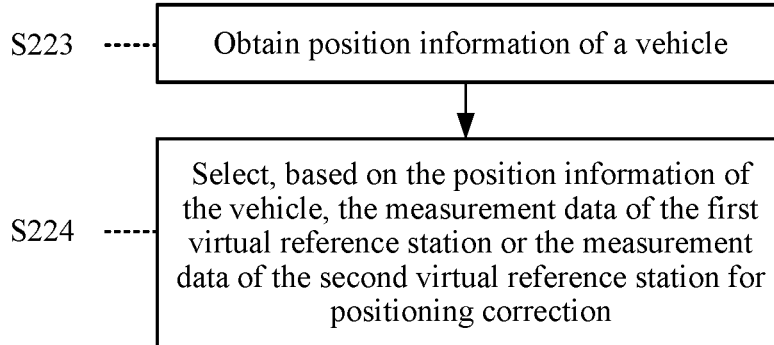 S223
Obtain position information of a vehicle
S224
Select, based on the position information of
the vehicle, the measurement data of the first
virtual reference station or the measurement
data of the second virtual reference station for
positioning correction